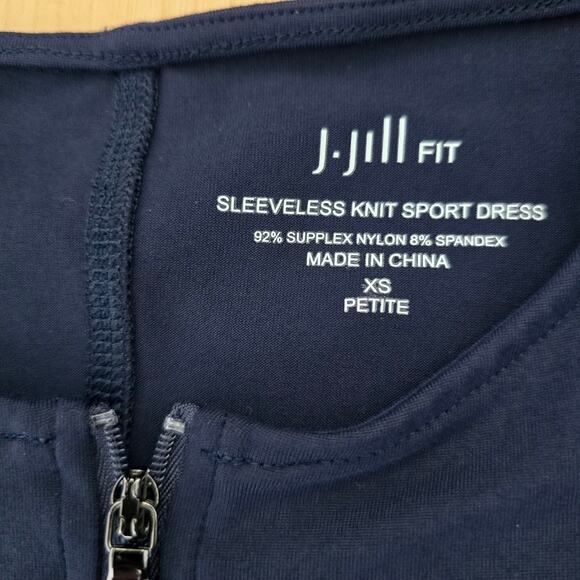 J.Jill FIT
SLEEVELESS KNIT SPORT DRESS
92% SUPPLEX NYLON 8% SPANDEX
MADE IN CHINA
XS
PETITE